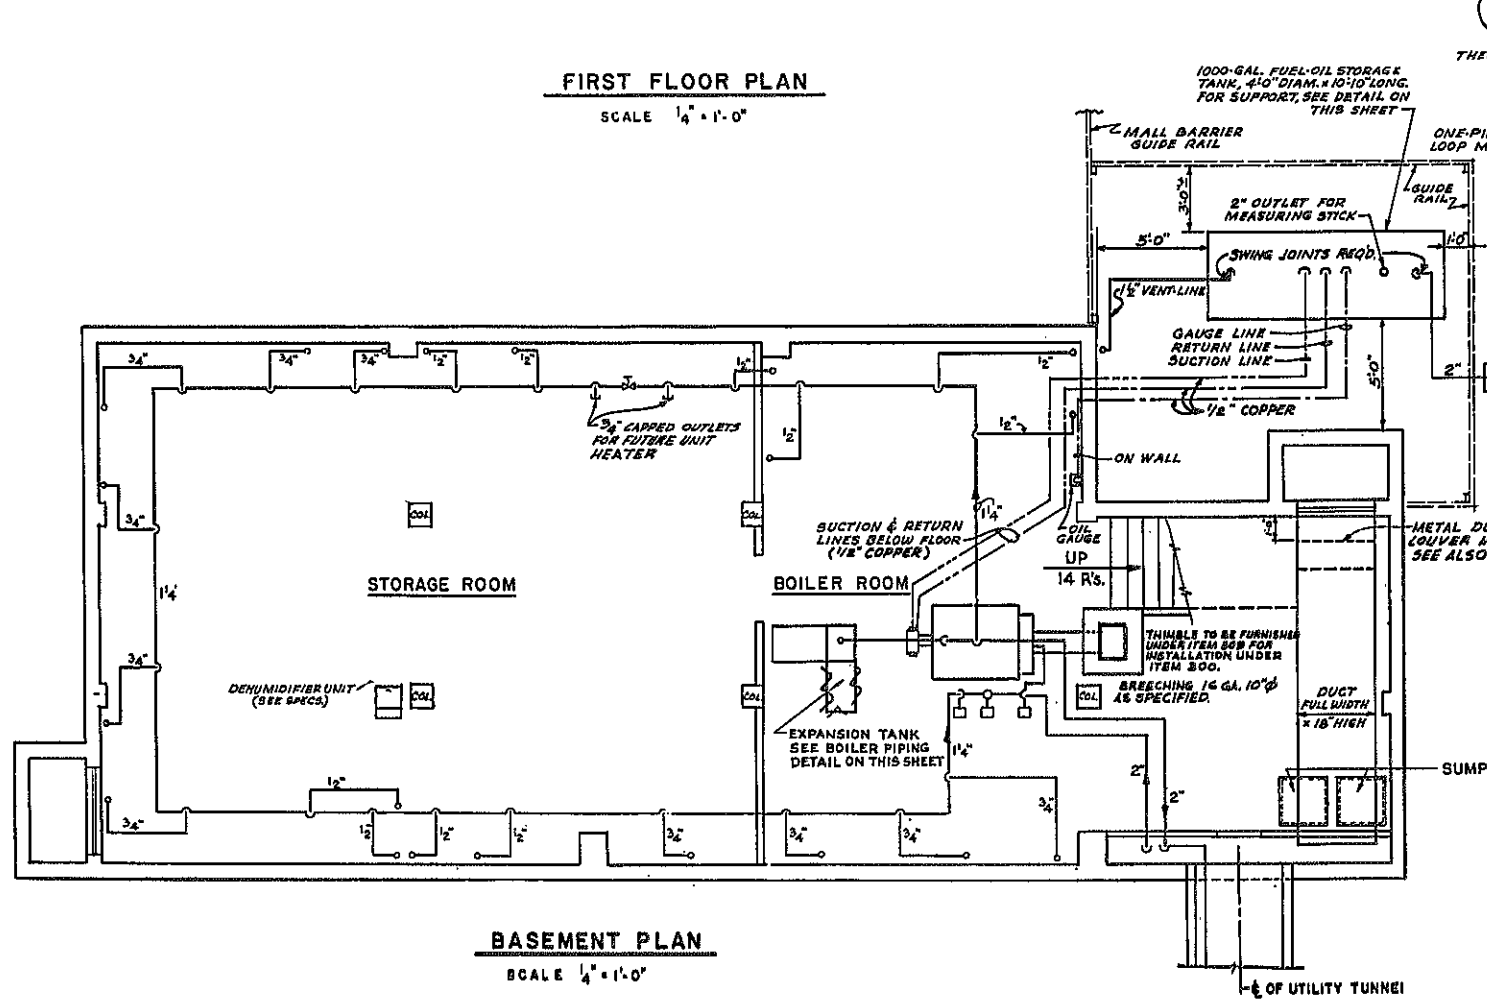 FIRST FLOOR PLAN
SCALE 1/4" = 1'-0"
THE
1000-GAL. FUEL-OIL STORAGE
TANK, 4'-0" DIAM. x 10'-10" LONG.
FOR SUPPORT, SEE DETAIL ON
THIS SHEET
MALL BARRIER
GUIDE RAIL
ONE-PI
LOOP M
GUIDE
RAIL
3'-0"
2" OUTLET FOR
MEASURING STICK
5'-0"
1'-0"
SWING JOINTS REQ'D.
1 1/2" VENT-LINE
GAUGE LINE
RETURN LINE
SUCTION LINE
5'-0"
2"
1/2" COPPER
3/4"
3/4"
3/4"
1/2"
1/2"
1/2"
1/2"
3/4" CAPPED OUTLETS
FOR FUTURE UNIT
HEATER
1/2"
1/2"
ON WALL
3/4"
COL
COL
1 1/4"
SUCTION & RETURN
LINES BELOW FLOOR
(1/2" COPPER)
OIL
GAUGE
METAL DU
LOUVER
SEE ALSO
UP
14 R's.
STORAGE ROOM
BOILER ROOM
1 1/4"
THIMBLE TO BE FURNISHED
UNDER ITEM 808 FOR
INSTALLATION UNDER
ITEM 300.
3/4"
DEHUMIDIFIER UNIT
(SEE SPECS.)
COL
COL
COL
BREECHING 16 GA. 10"⌀
AS SPECIFIED.
DUCT
FULL WIDTH
x 18" HIGH
EXPANSION TANK
SEE BOILER PIPING
DETAIL ON THIS SHEET
1 1/4"
2"
2"
SUMP
1/2"
3/4"
3/4"
1/2"
1/2"
1/2"
3/4"
3/4"
3/4"
BASEMENT PLAN
SCALE 1/4" = 1'-0"
℄ OF UTILITY TUNNEL